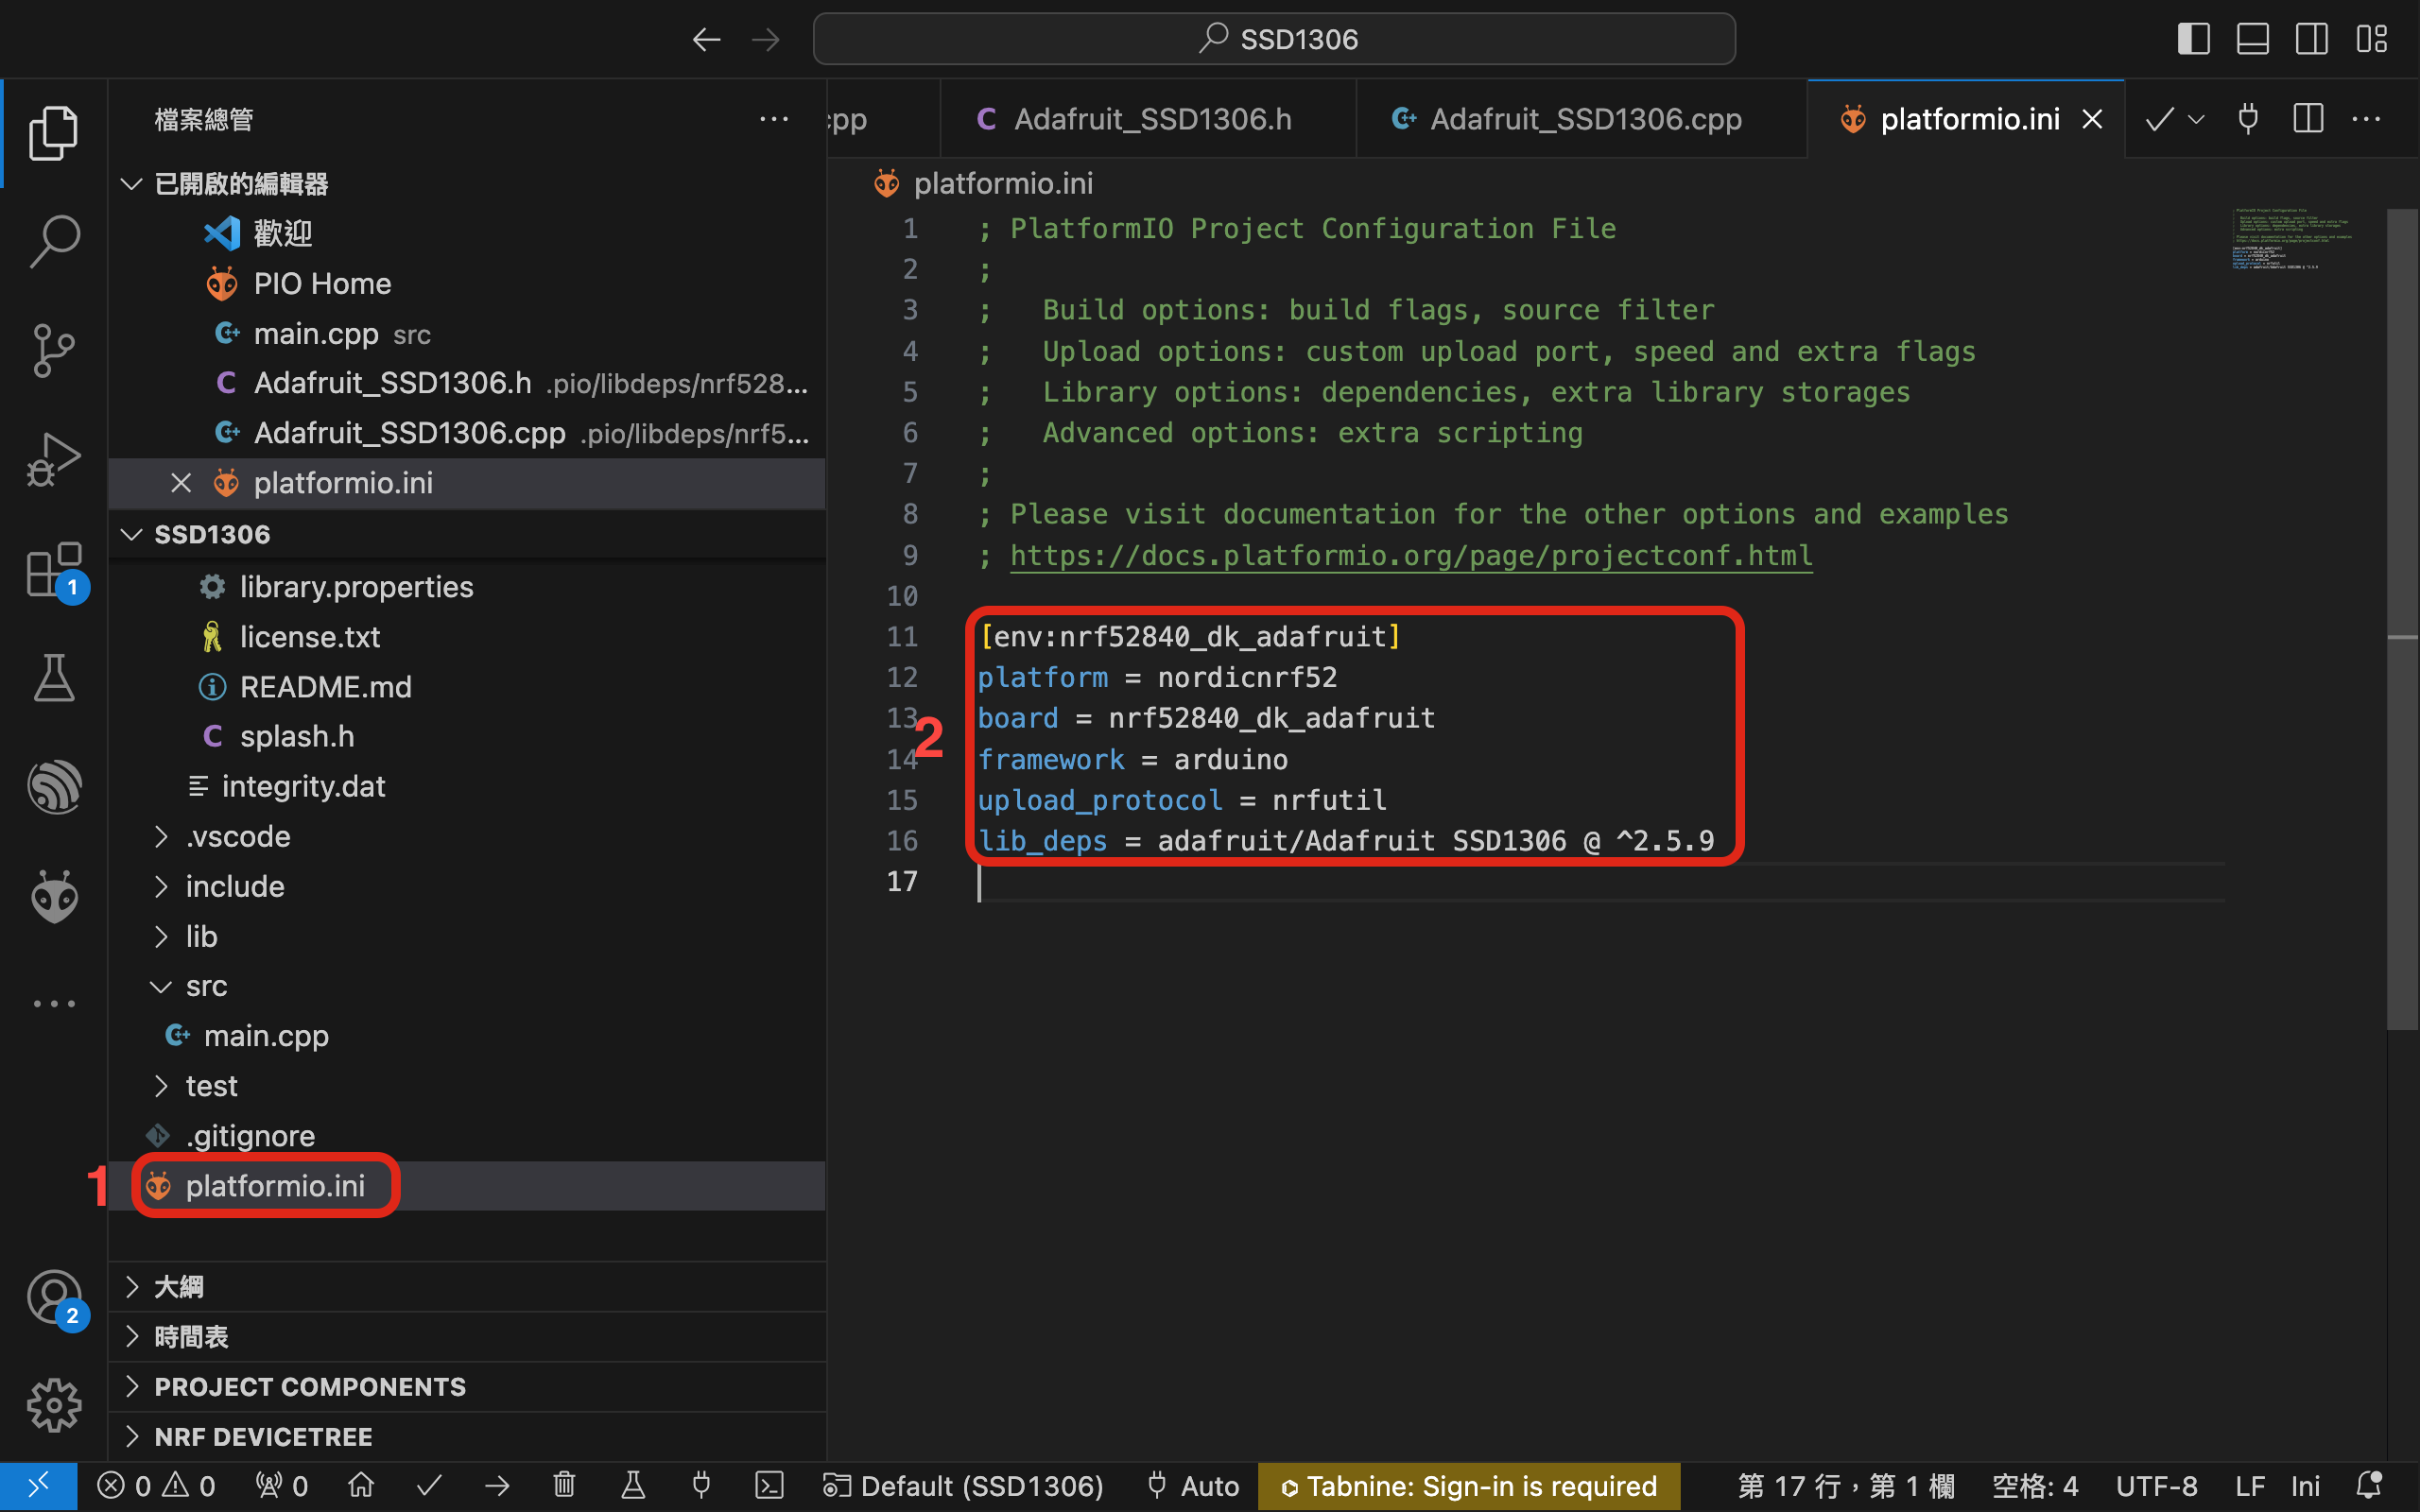 SSD1306
檔案總管
已開啟的編輯器
歡迎
PIO Home
main.cpp src
Adafruit_SSD1306.h .pio/libdeps/nrf528...
Adafruit_SSD1306.cpp .pio/libdeps/nrf5...
platformio.ini
SSD1306
library.properties
license.txt
README.md
splash.h
integrity.dat
.vscode
include
lib
src
main.cpp
test
.gitignore
1 platformio.ini
大綱
時間表
PROJECT COMPONENTS
NRF DEVICETREE
1
2
cpp
Adafruit_SSD1306.h
Adafruit_SSD1306.cpp
platformio.ini
platformio.ini
1 ; PlatformIO Project Configuration File
2 ;
3 ;   Build options: build flags, source filter
4 ;   Upload options: custom upload port, speed and extra flags
5 ;   Library options: dependencies, extra library storages
6 ;   Advanced options: extra scripting
7 ;
8 ; Please visit documentation for the other options and examples
9 ; https://docs.platformio.org/page/projectconf.html
10
11 [env:nrf52840_dk_adafruit]
12 platform = nordicnrf52
13 board = nrf52840_dk_adafruit
2
14 framework = arduino
15 upload_protocol = nrfutil
16 lib_deps = adafruit/Adafruit SSD1306 @ ^2.5.9
17
0 0 0 Default (SSD1306) Auto Tabnine: Sign-in is required 第 17 行，第 1 欄 空格: 4 UTF-8 LF Ini